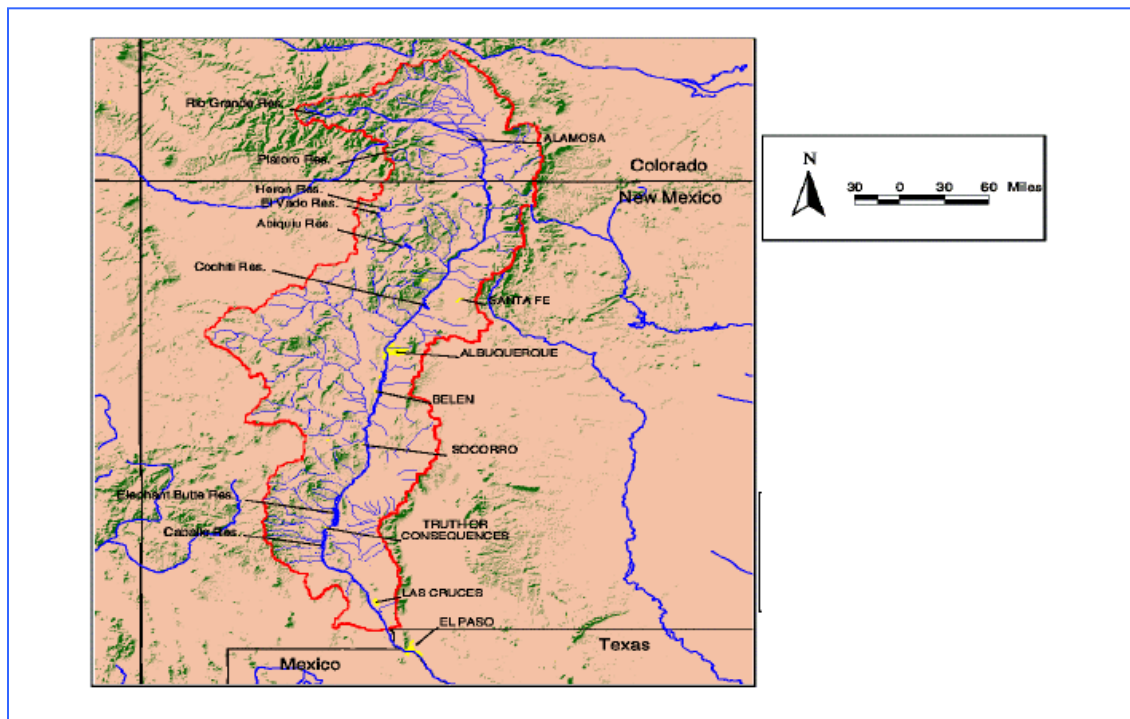 Rio Grande Res.
ALAMOSA
Platoro Res.
Colorado
Heron Res.
New Mexico
El Vado Res.
Abiquiu Res.
Cochiti Res.
SANTA FE
ALBUQUERQUE
BELEN
SOCORRO
Elephant Butte Res.
TRUTH OR
CONSEQUENCES
Caballo Res.
LAS CRUCES
EL PASO
Texas
Mexico
N
30 0 30 60 Miles